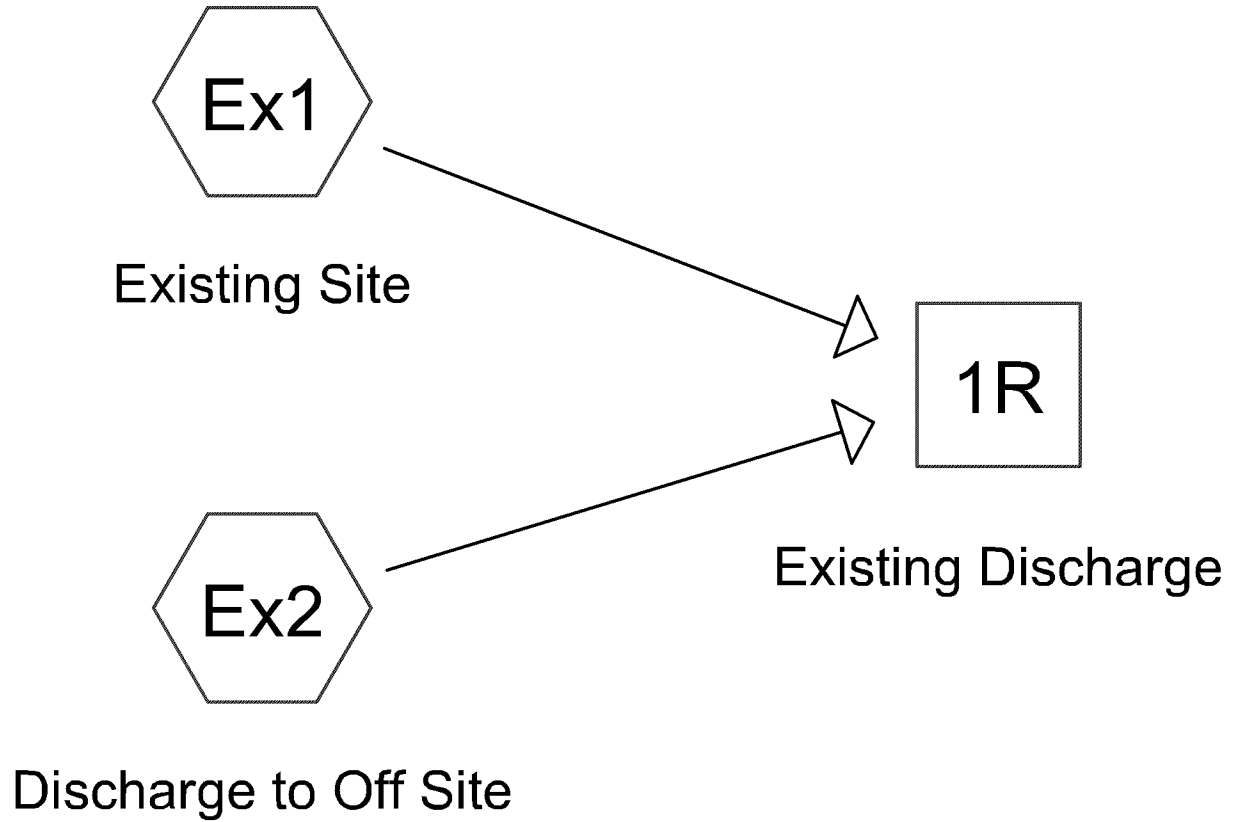 Ex1
Existing Site
1R
Existing Discharge
Ex2
Discharge to Off Site